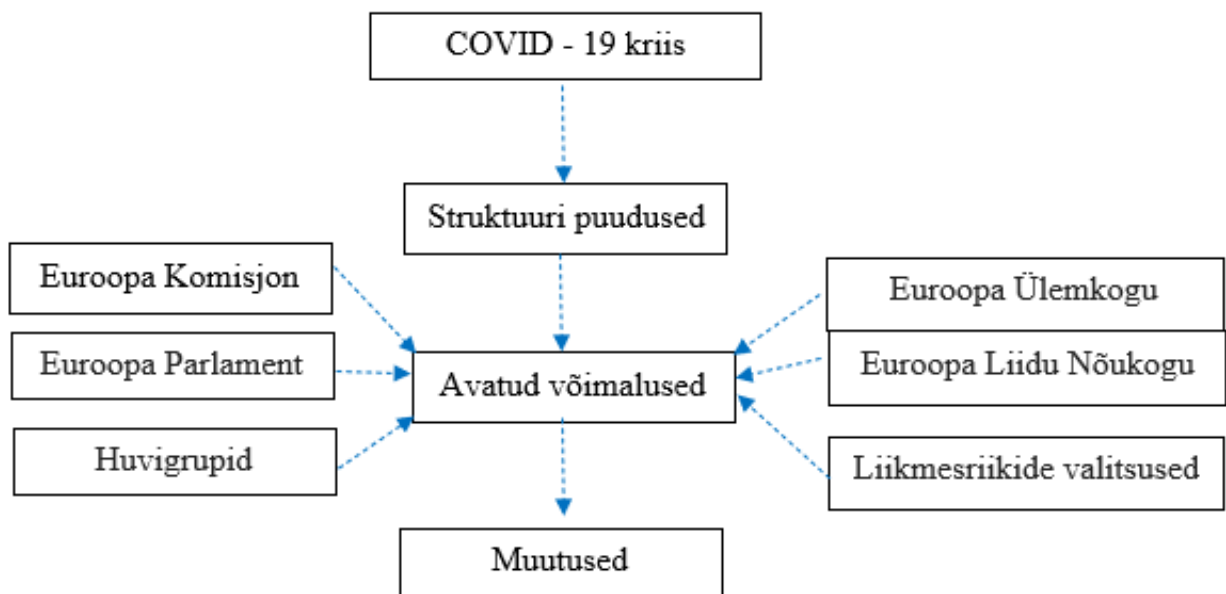 COVID - 19 kriis
Struktuuri puudused
Euroopa Komisjon
Euroopa Ülemkogu
Euroopa Parlament
Avatud võimalused
Euroopa Liidu Nõukogu
Huvigrupid
Liikmesriikide valitsused
Muutused